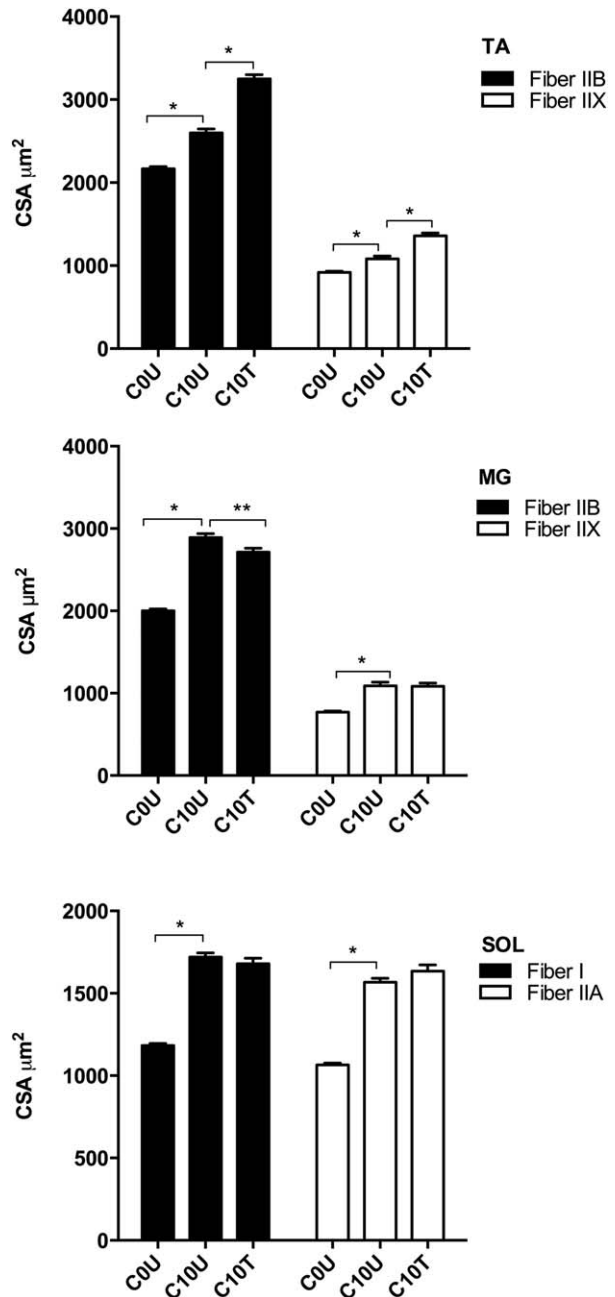 TA
Fiber IIB
Fiber IIX
CSA μm²
4000
3000
2000
1000
0
*
*
*
*
C0U
C10U
C10T
C0U
C10U
C10T
MG
Fiber IIB
Fiber IIX
CSA μm²
4000
3000
2000
1000
0
*
**
*
C0U
C10U
C10T
C0U
C10U
C10T
SOL
Fiber I
Fiber IIA
CSA μm²
2000
1500
1000
500
0
*
*
C0U
C10U
C10T
C0U
C10U
C10T